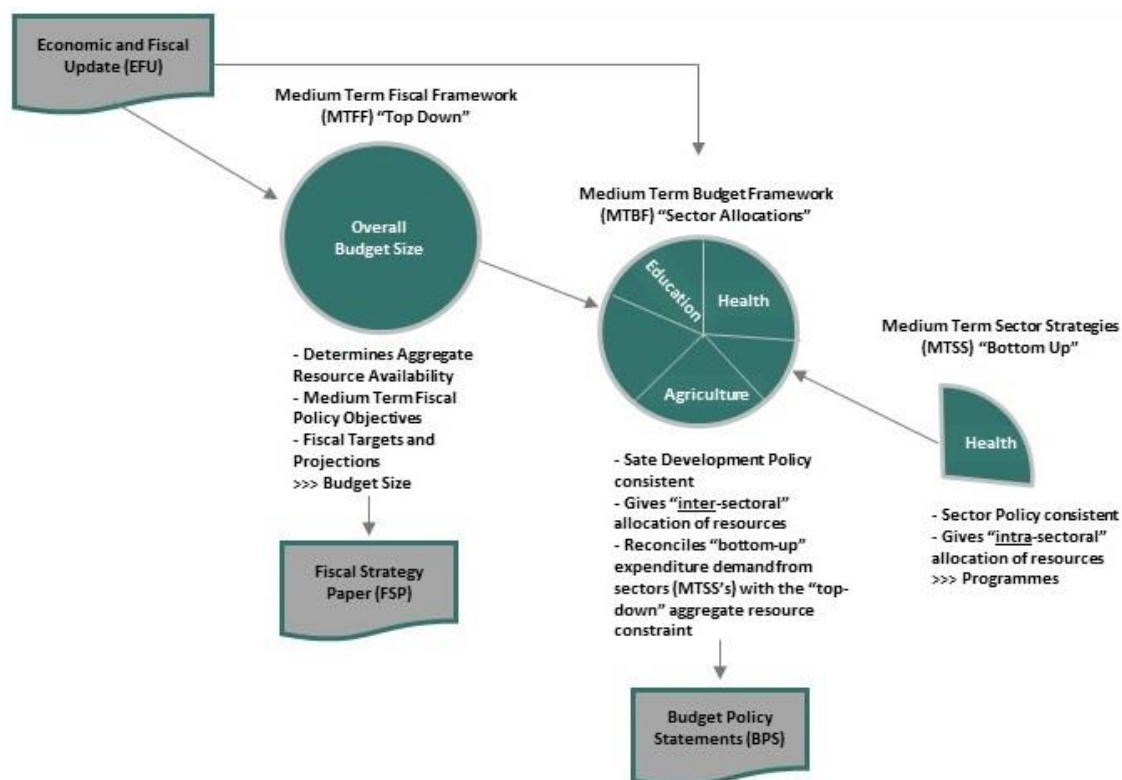 Economic and Fiscal
Update (EFU)
Medium Term Fiscal Framework
(MTFF) “Top Down”
Overall
Budget Size
- Determines Aggregate
Resource Availability
- Medium Term Fiscal
Policy Objectives
- Fiscal Targets and
Projections
>>> Budget Size
Fiscal Strategy
Paper (FSP)
Medium Term Budget Framework
(MTBF) “Sector Allocations”
Education
Health
Agriculture
- Sate Development Policy
consistent
- Gives “inter-sectoral”
allocation of resources
- Reconciles “bottom-up”
expenditure demand from
sectors (MTSS’s) with the “top-
down” aggregate resource
constraint
Budget Policy
Statements (BPS)
Medium Term Sector Strategies
(MTSS) “Bottom Up”
Health
- Sector Policy consistent
- Gives “intra-sectoral”
allocation of resources
>>> Programmes